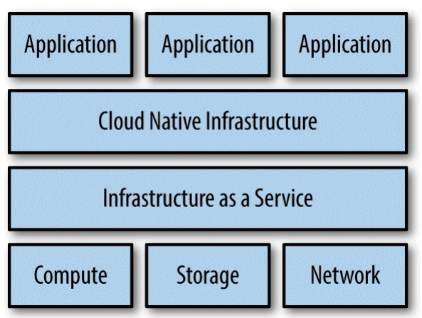 Application
Application
Application
Cloud Native Infrastructure
Infrastructure as a Service
Compute
Storage
Network